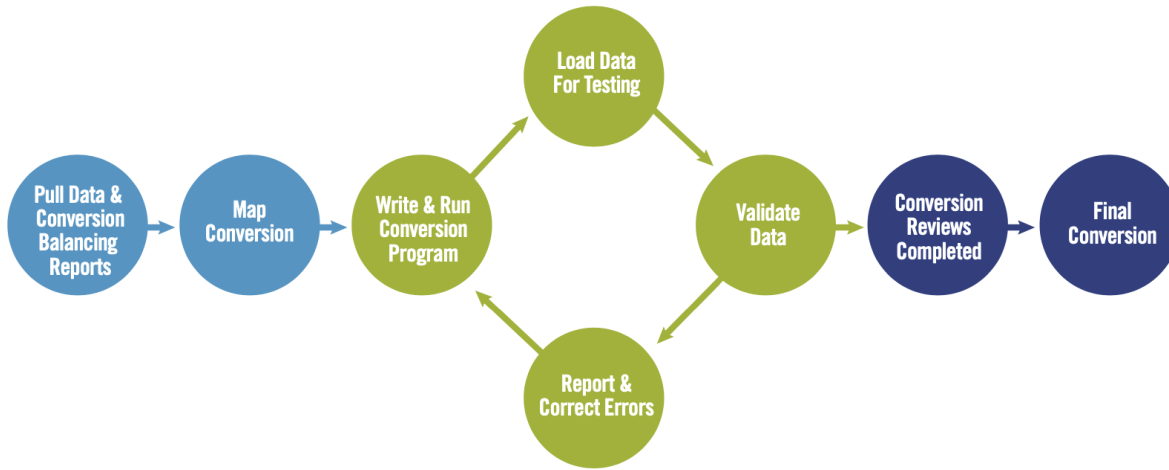 Pull Data &
Conversion
Balancing
Reports
Map
Conversion
Write & Run
Conversion
Program
Load Data
For Testing
Validate
Data
Report &
Correct Errors
Conversion
Reviews
Completed
Final
Conversion